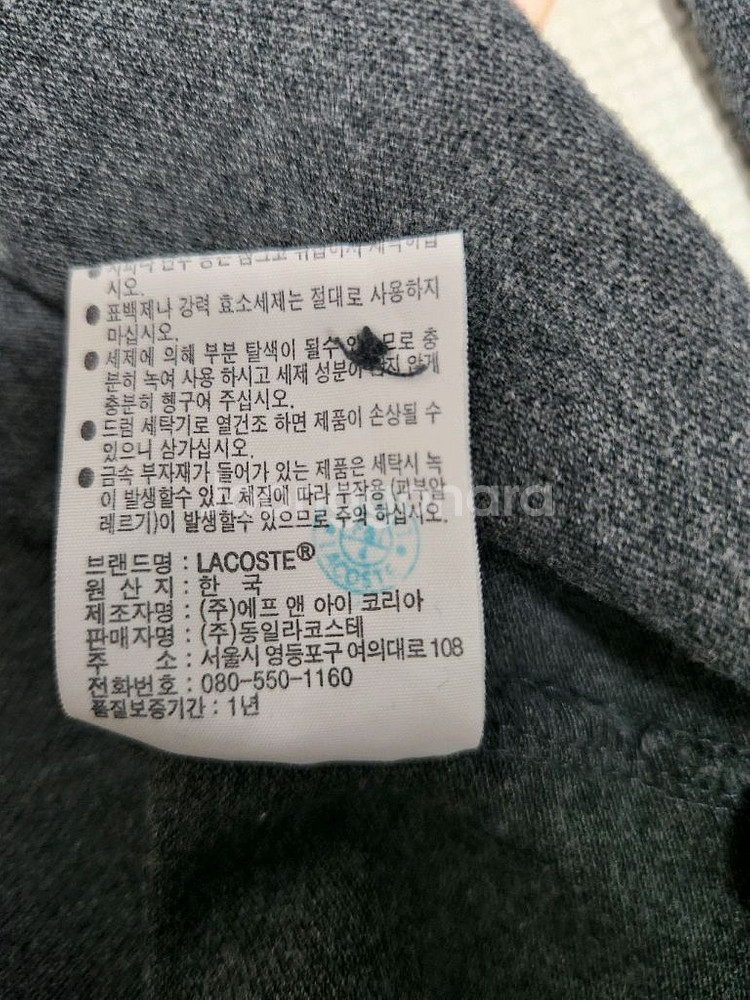 시오.
표백제나 강력 효소세제는 절대로 사용하지
마십시오.
세제에 의해 부분 탈색이 될수 므로 충
분히 녹여 사용 하시고 세재 성분이 않게
충분히 헹구어 주십시오.
드럼 세탁기로 열건조 하면 제품이 손상될 수
있으니 삼가십시오.
금속 부자재가 들어가 있는 제품은 세탁시 녹
이 발생할수 있고 체질에 따라 부작용 (피부알
레르기)이 발생할수 있으므로 주의 하십시오.
브랜드명 : LACOSTE®
원 산 지 : 한 국
제조자명 : (주)에프 앤 아이 코리아
판매자명 : (주)동일라코스테
주 소 : 서울시 영등포구 여의대로 108
전화번호 : 080-550-1160
품질보증기간 : 1년